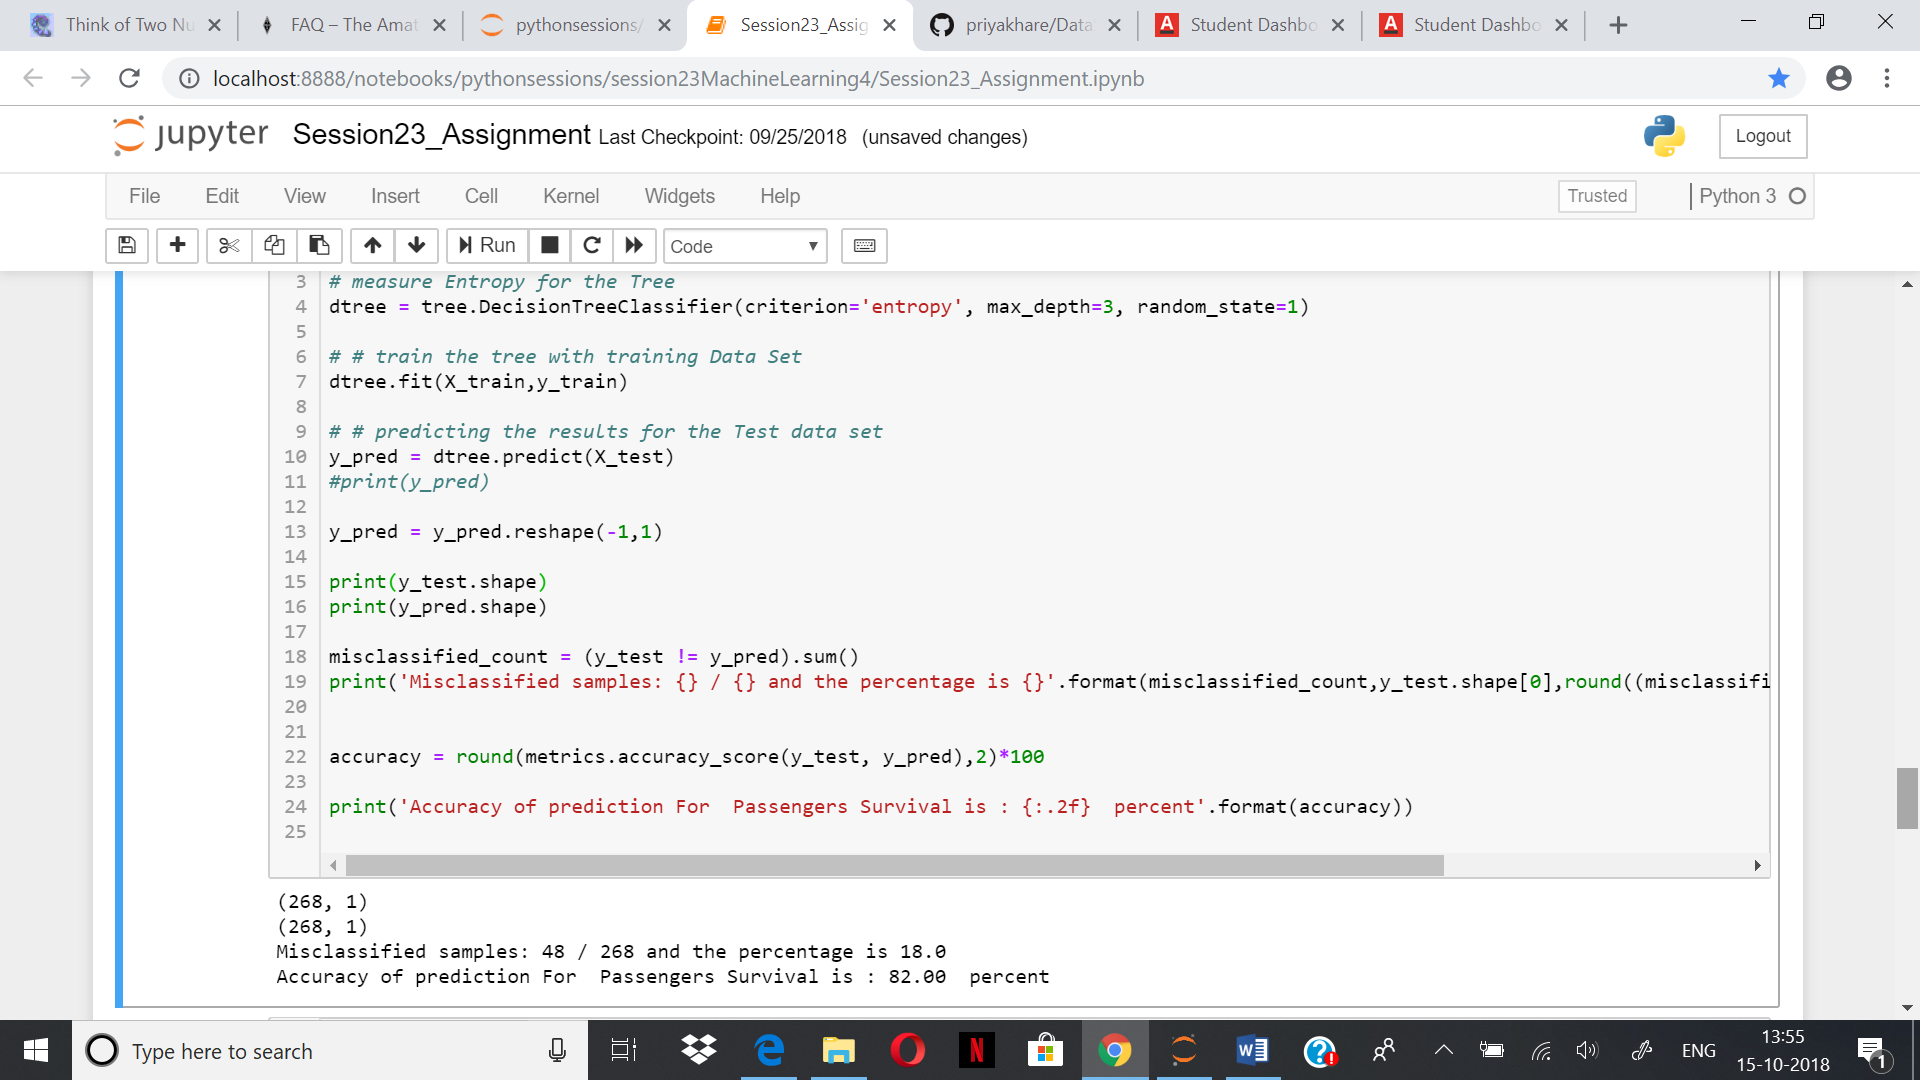 Think of Two Nu
FAQ – The Amat
pythonsessions/
Session23_Assig
priyakhare/Data
Student Dashbo
Student Dashbo
localhost:8888/notebooks/pythonsessions/session23MachineLearning4/Session23_Assignment.ipynb
jupyter Session23_Assignment Last Checkpoint: 09/25/2018 (unsaved changes)
Logout
File Edit View Insert Cell Kernel Widgets Help
Trusted
Python 3
Run
Code
3 # measure Entropy for the Tree
4 dtree = tree.DecisionTreeClassifier(criterion='entropy', max_depth=3, random_state=1)
5
6 # # train the tree with training Data Set
7 dtree.fit(X_train,y_train)
8
9 # # predicting the results for the Test data set
10 y_pred = dtree.predict(X_test)
11 #print(y_pred)
12
13 y_pred = y_pred.reshape(-1,1)
14
15 print(y_test.shape)
16 print(y_pred.shape)
17
18 misclassified_count = (y_test != y_pred).sum()
19 print('Misclassified samples: {} / {} and the percentage is {}'.format(misclassified_count,y_test.shape[0],round((misclassifi
20
21
22 accuracy = round(metrics.accuracy_score(y_test, y_pred),2)*100
23
24 print('Accuracy of prediction For  Passengers Survival is : {:.2f}  percent'.format(accuracy))
25
(268, 1)
(268, 1)
Misclassified samples: 48 / 268 and the percentage is 18.0
Accuracy of prediction For  Passengers Survival is : 82.00  percent
Type here to search
ENG
13:55
15-10-2018
1